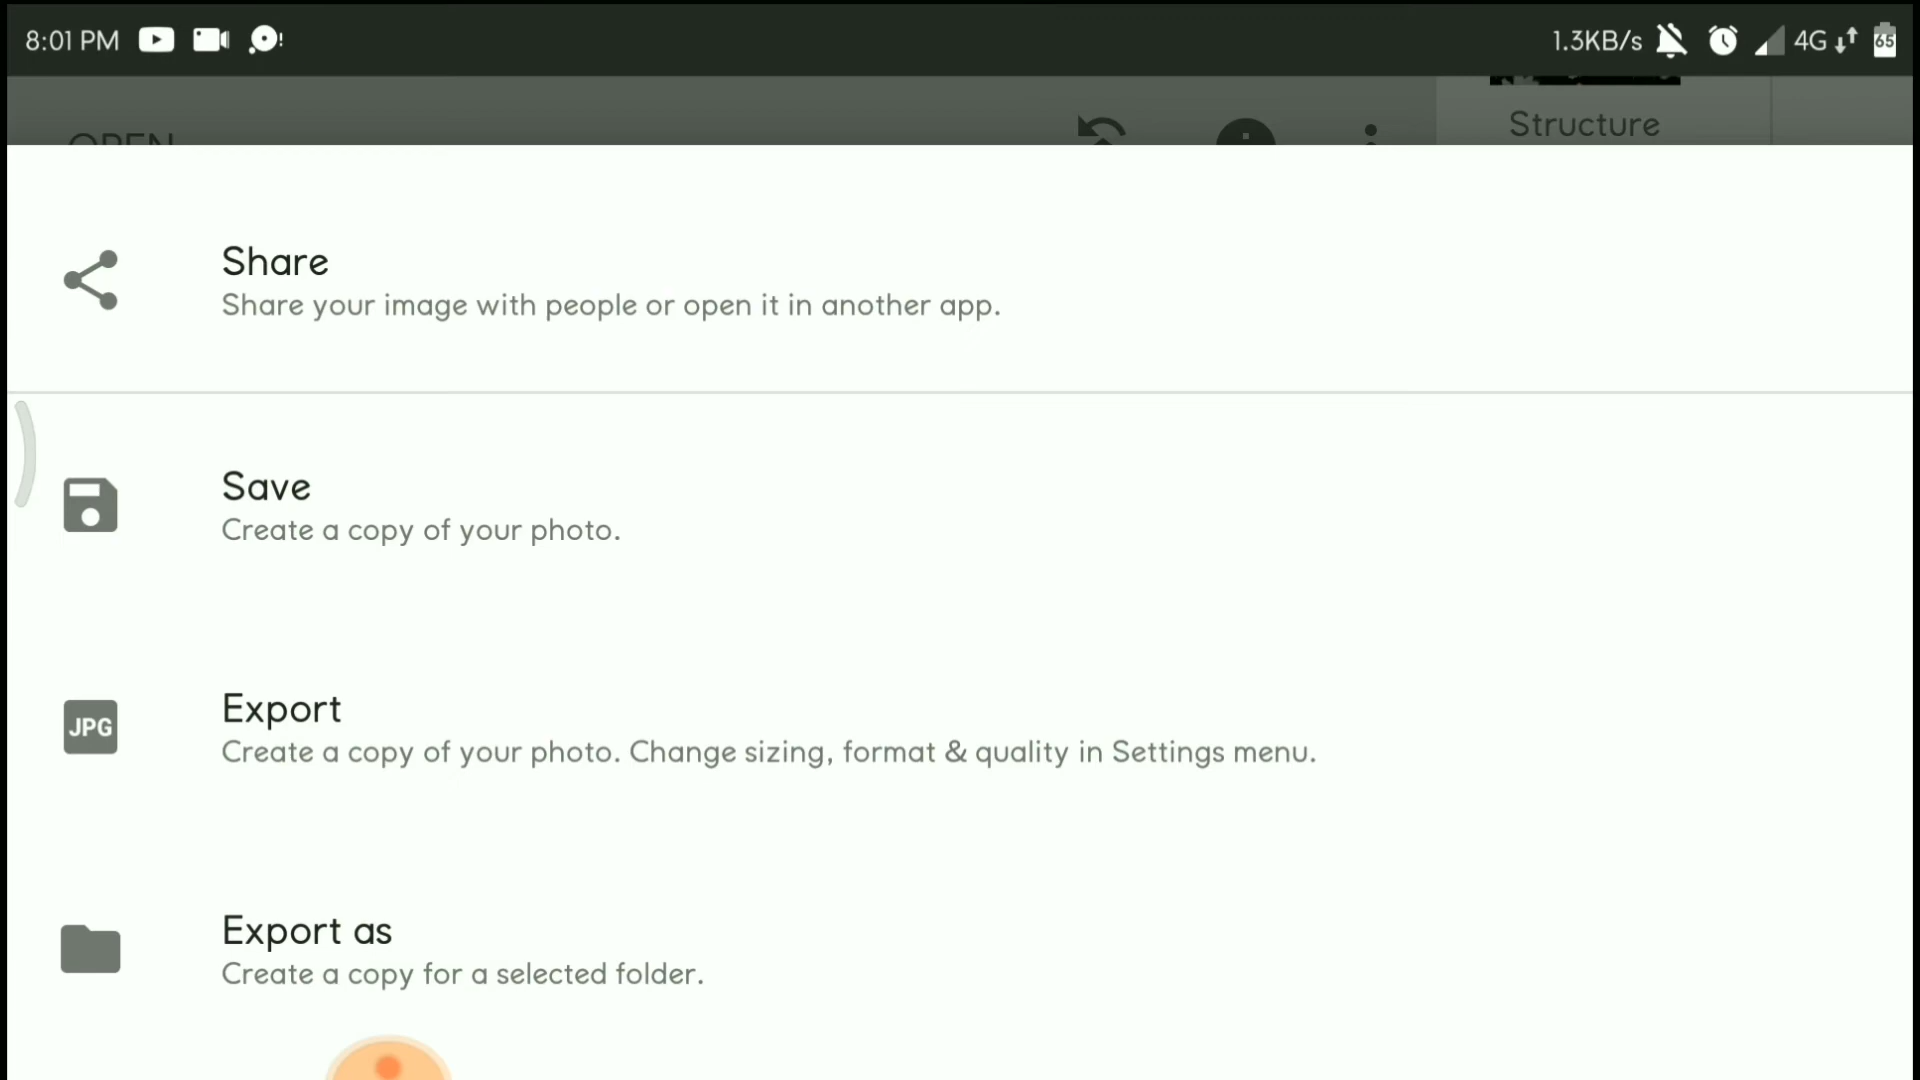 8:01 PM
1.3KB/s 4G 65
OPEN
Structure
Share
Share your image with people or open it in another app.
Save
Create a copy of your photo.
JPG
Export
Create a copy of your photo. Change sizing, format & quality in Settings menu.
Export as
Create a copy for a selected folder.